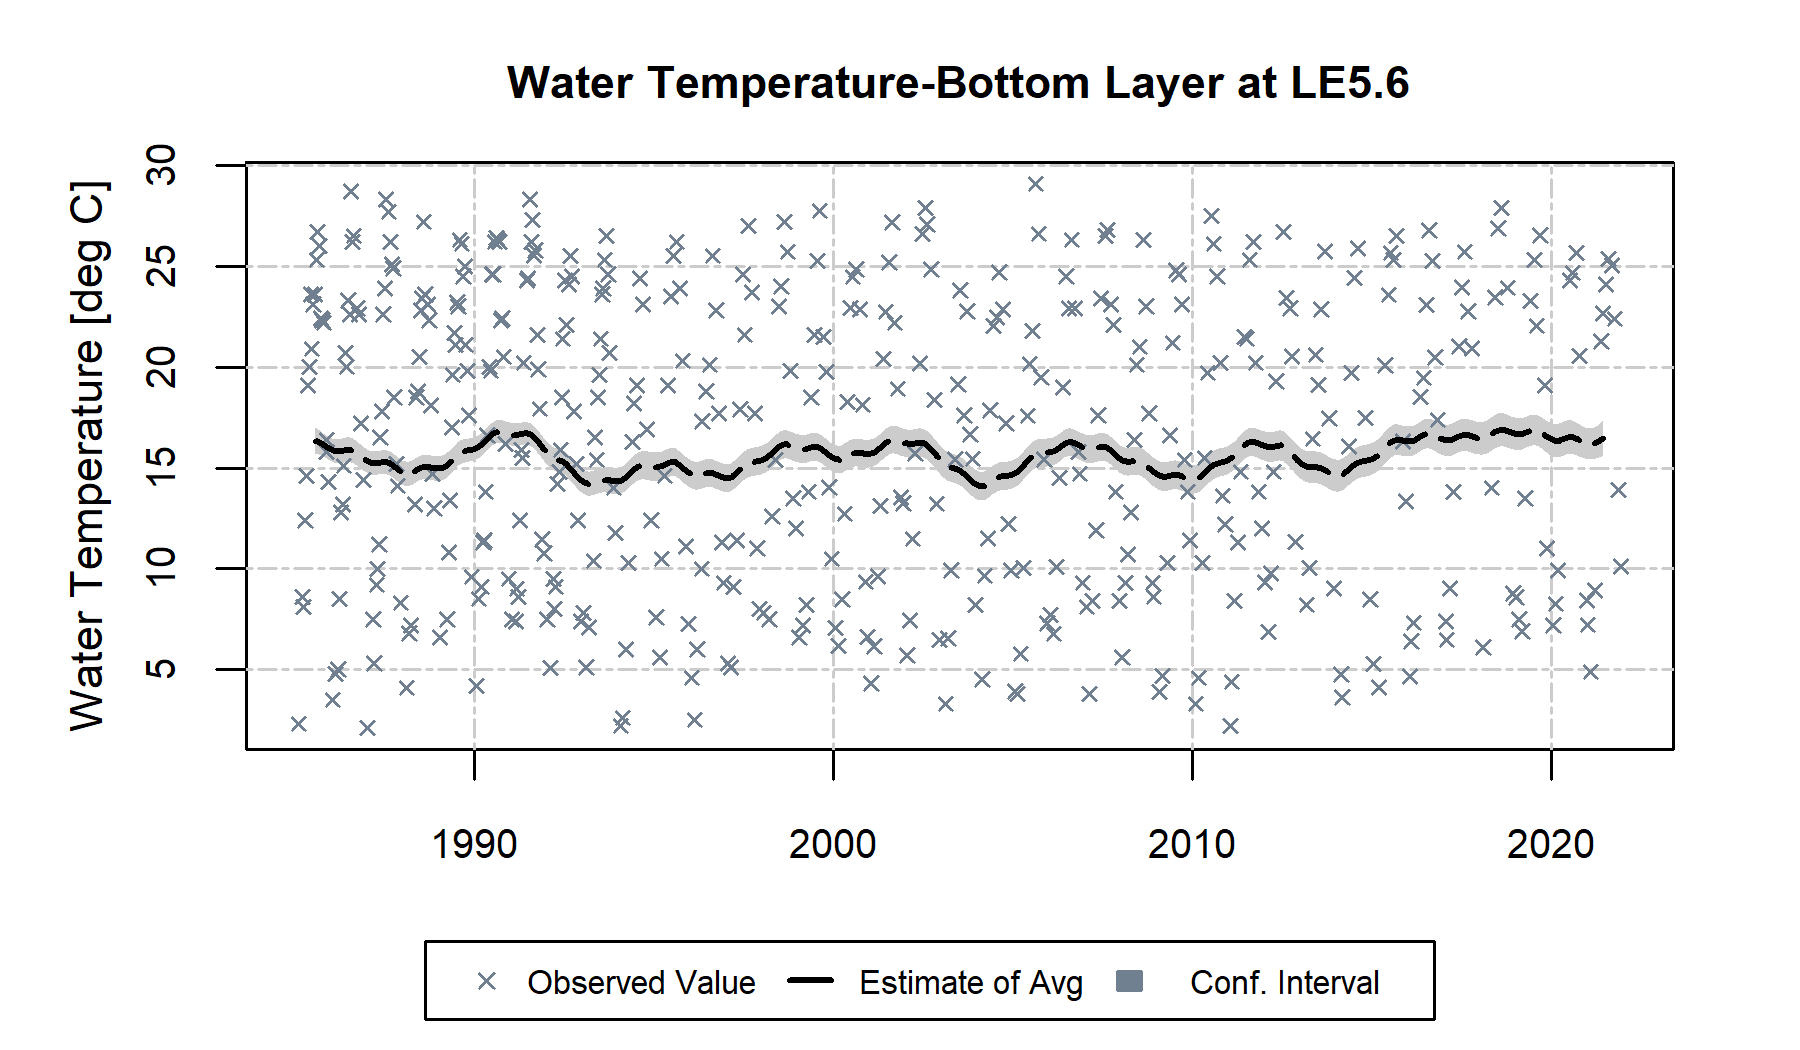 Water Temperature-Bottom Layer at LE5.6
Water Temperature [deg C]
30
25
20
15
10
5
1990 2000 2010 2020
Observed Value Estimate of Avg Conf. Interval